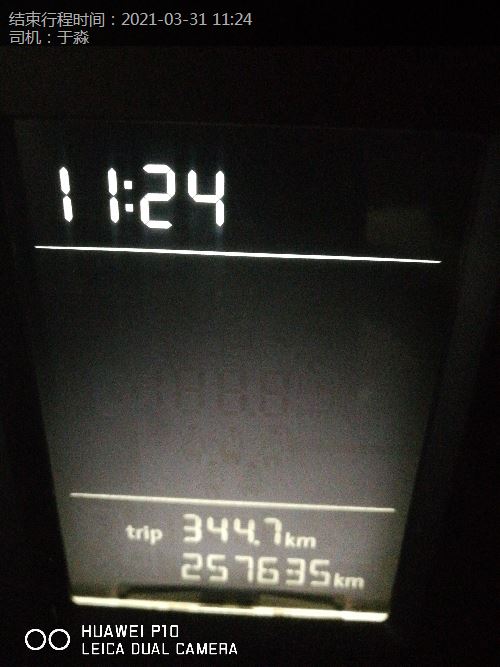 结束行程时间：2021-03-31 11:24
司机：于淼
11:24
trip 344.7km
257635km
HUAWEI P10
LEICA DUAL CAMERA